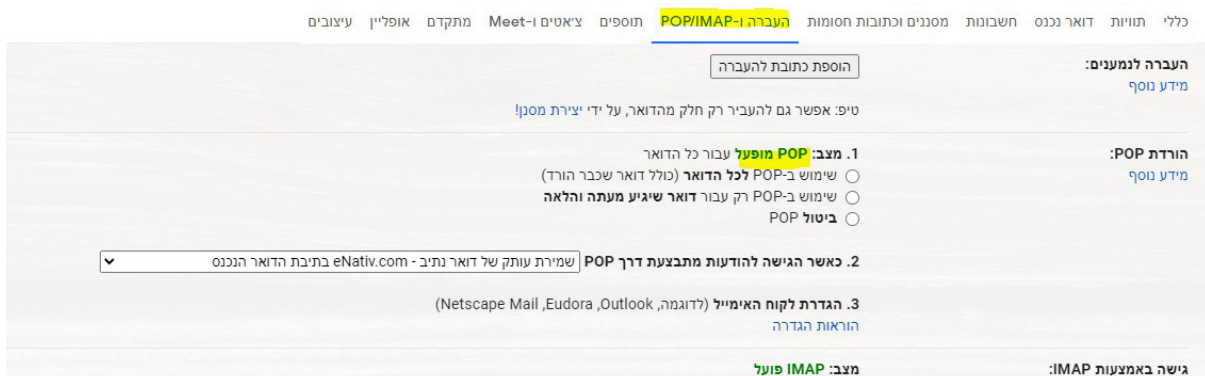 כללי תוויות דואר נכנס חשבונות מסננים וכתובות חסומות העברה ו-POP/IMAP תוספים צ'אטים ו-Meet מתקדם אופליין עיצובים
העברה לנמענים:
הוספת כתובת להעברה
מידע נוסף
טיפ: אפשר גם להעביר רק חלק מהדואר, על ידי יצירת מסנן!
הורדת POP:
1. מצב: POP מופעל עבור כל הדואר
מידע נוסף
שימוש ב-POP לכל הדואר (כולל דואר שכבר הורד)
שימוש ב-POP רק עבור דואר שיגיע מעתה והלאה
ביטול POP
2. כאשר הגישה להודעות מתבצעת דרך POP שמירת עותק של דואר נתיב - eNativ.com בתיבת הדואר הנכנס
3. הגדרת לקוח האימייל (לדוגמה, Netscape Mail ,Eudora ,Outlook)
הוראות הגדרה
גישה באמצעות IMAP:
מצב: IMAP פועל